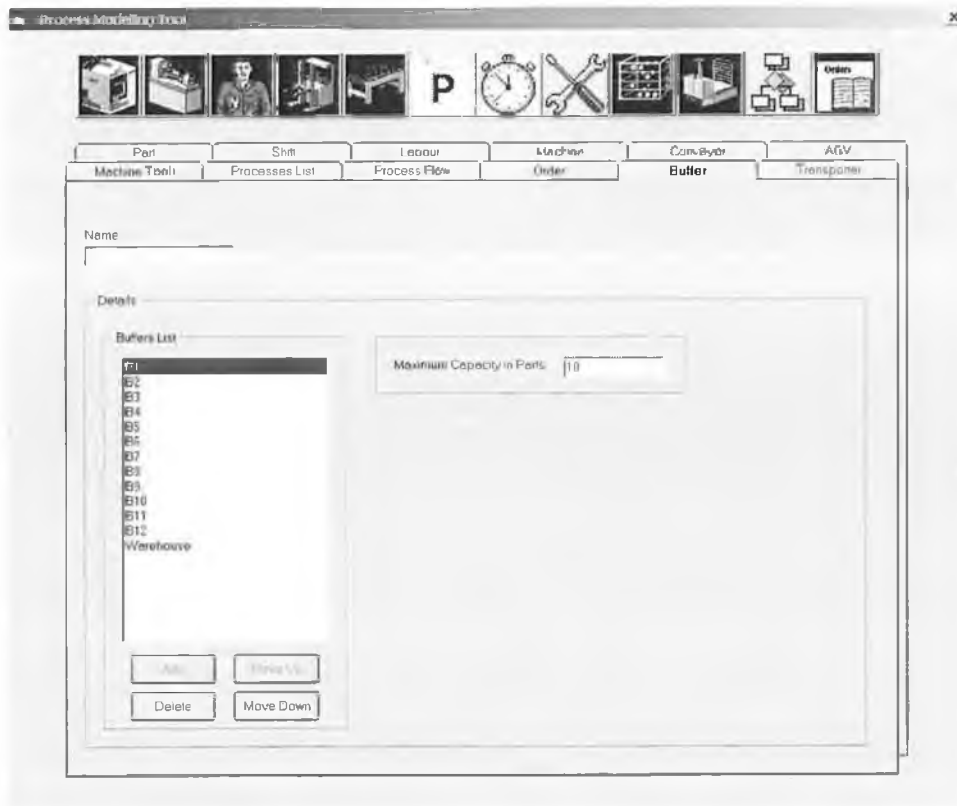 Process Modelling Tool
P
Orders
Part Shift Labour Machine Conveyor AGV
Machine Tools Processes List Process Flow Order Buffer Transporter
Name
Details
Buffers List
B1
Maximum Capacity in Parts 10
B2
B3
B4
B5
B6
B7
B8
B9
B10
B11
B12
Warehouse
Add Move Up
Delete Move Down